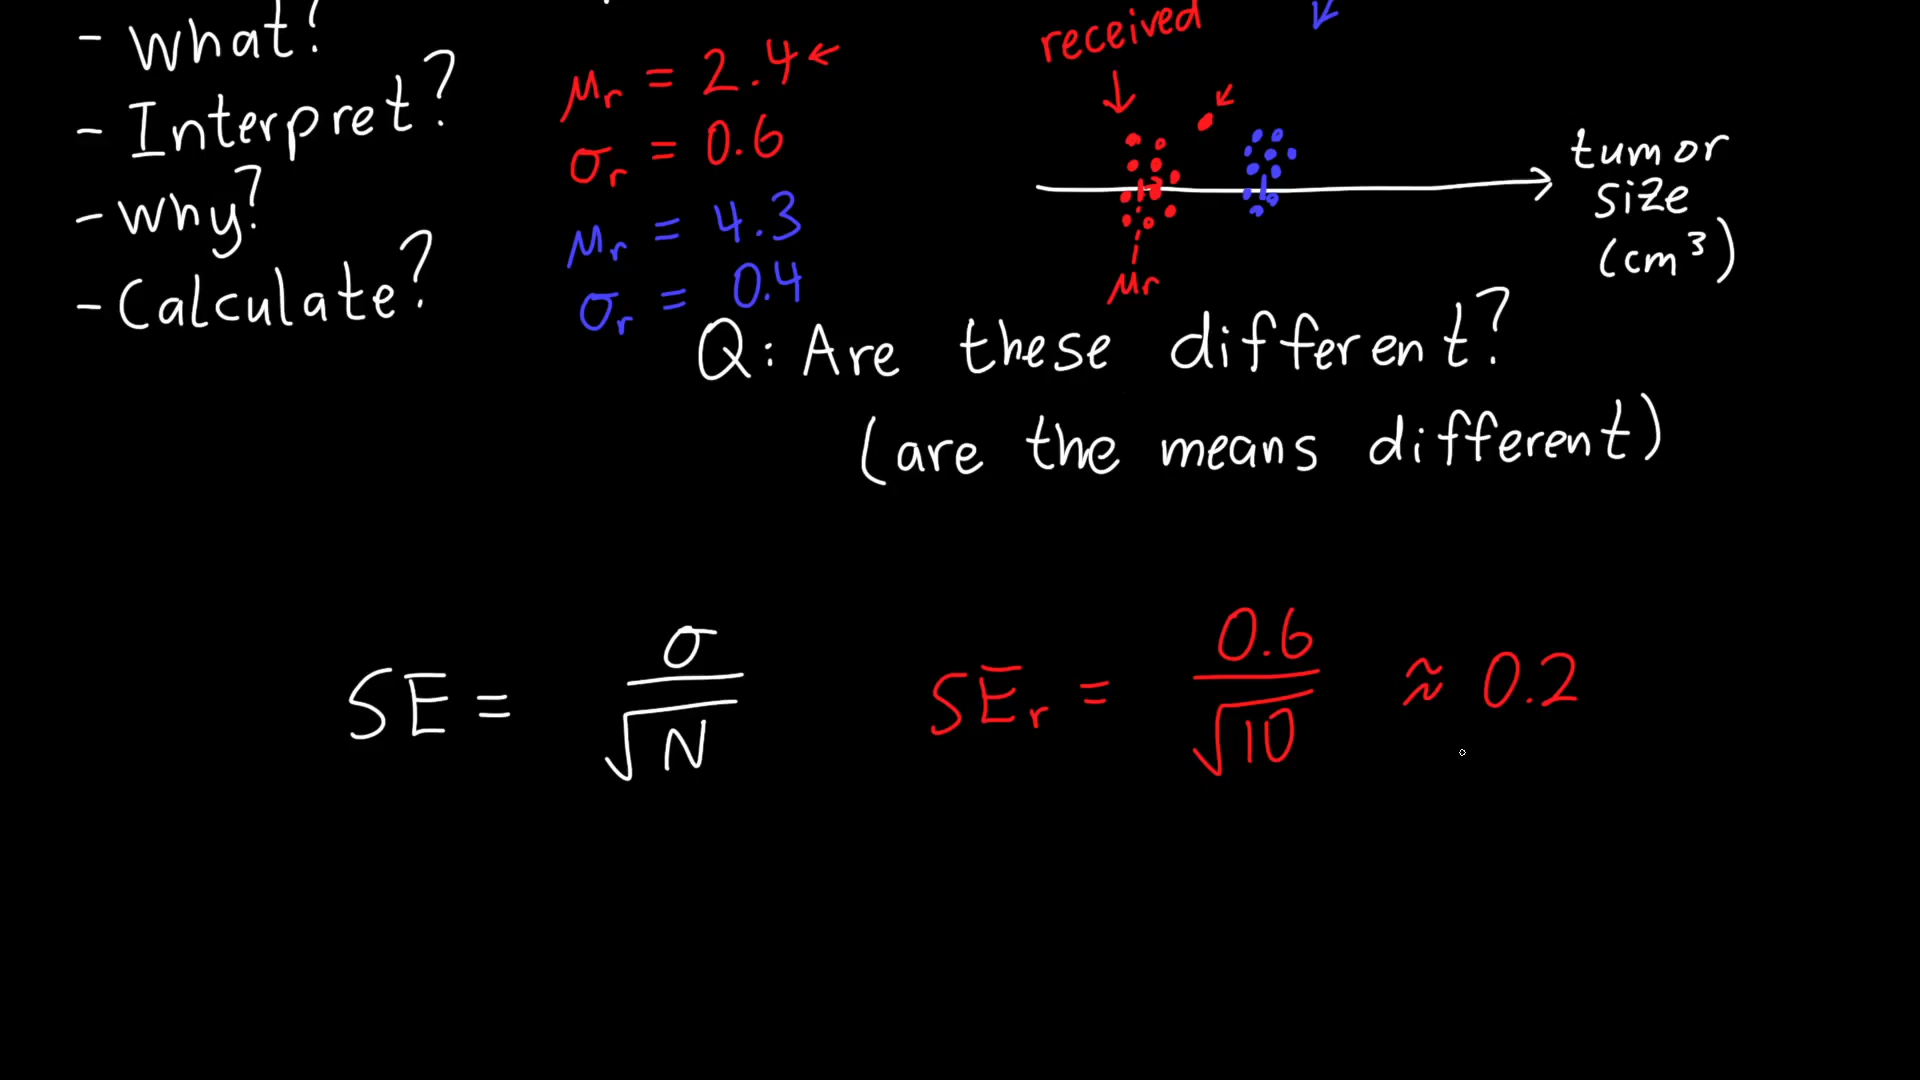 - What?
- Interpret?
- Why?
- Calculate?
μr = 2.4
σr = 0.6
μr = 4.3
σr = 0.4
received
μr
tumor
size
(cm³)
Q: Are these different?
(are the means different)
SE = σ/√N
SEr = 0.6/√10 ≈ 0.2